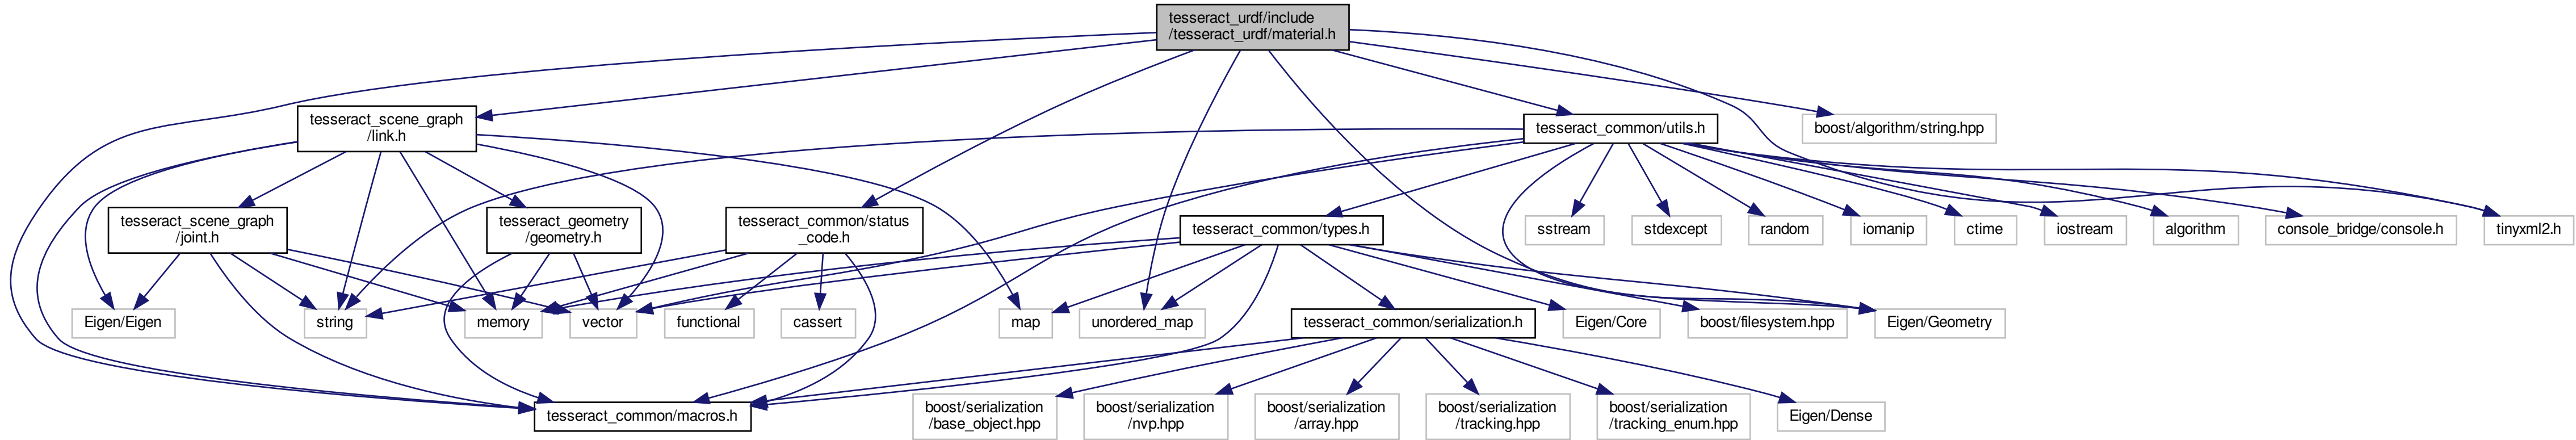 tesseract_urdf/include
/tesseract_urdf/material.h
tesseract_scene_graph
/link.h
tesseract_common/utils.h
boost/algorithm/string.hpp
tesseract_scene_graph
/joint.h
tesseract_geometry
/geometry.h
tesseract_common/status
_code.h
tesseract_common/types.h
sstream
stdexcept
random
iomanip
ctime
iostream
algorithm
console_bridge/console.h
tinyxml2.h
Eigen/Eigen
string
memory
vector
functional
cassert
map
unordered_map
tesseract_common/serialization.h
Eigen/Core
boost/filesystem.hpp
Eigen/Geometry
tesseract_common/macros.h
boost/serialization
/base_object.hpp
boost/serialization
/nvp.hpp
boost/serialization
/array.hpp
boost/serialization
/tracking.hpp
boost/serialization
/tracking_enum.hpp
Eigen/Dense